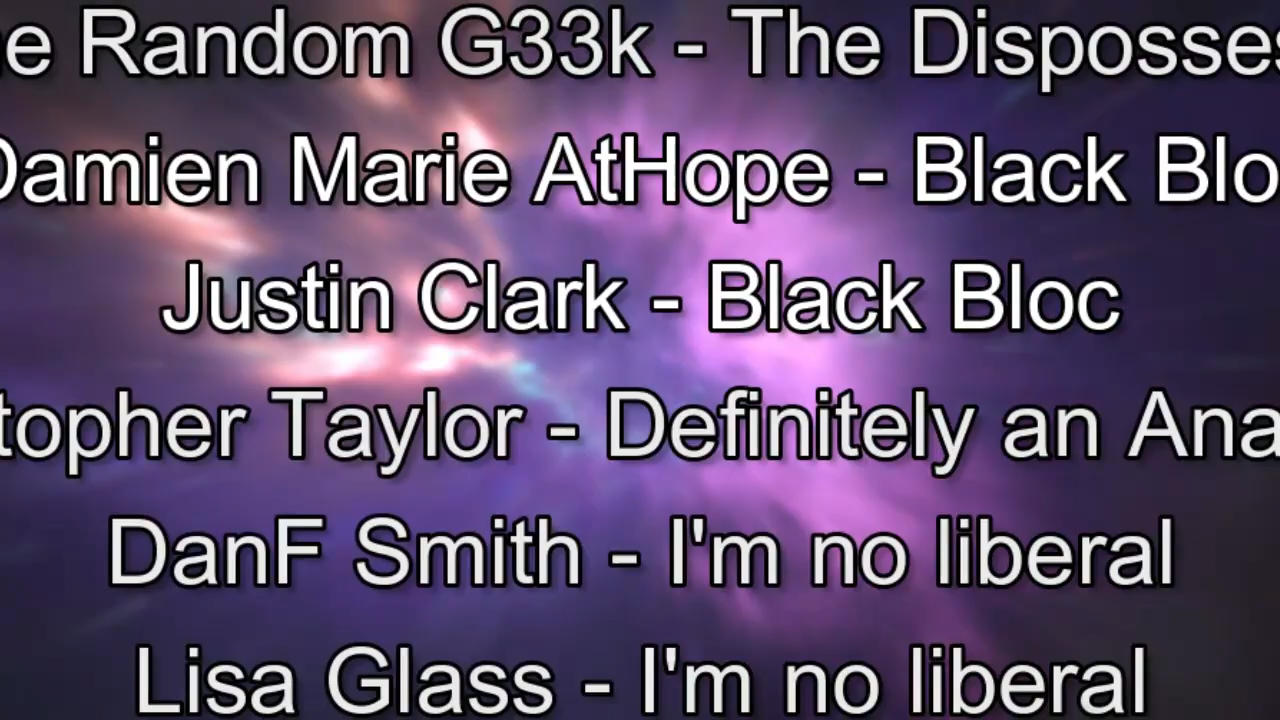 e Random G33k - The Disposses
Damien Marie AtHope - Black Blo
Justin Clark - Black Bloc
topher Taylor - Definitely an Ana
DanF Smith - I'm no liberal
Lisa Glass - I'm no liberal